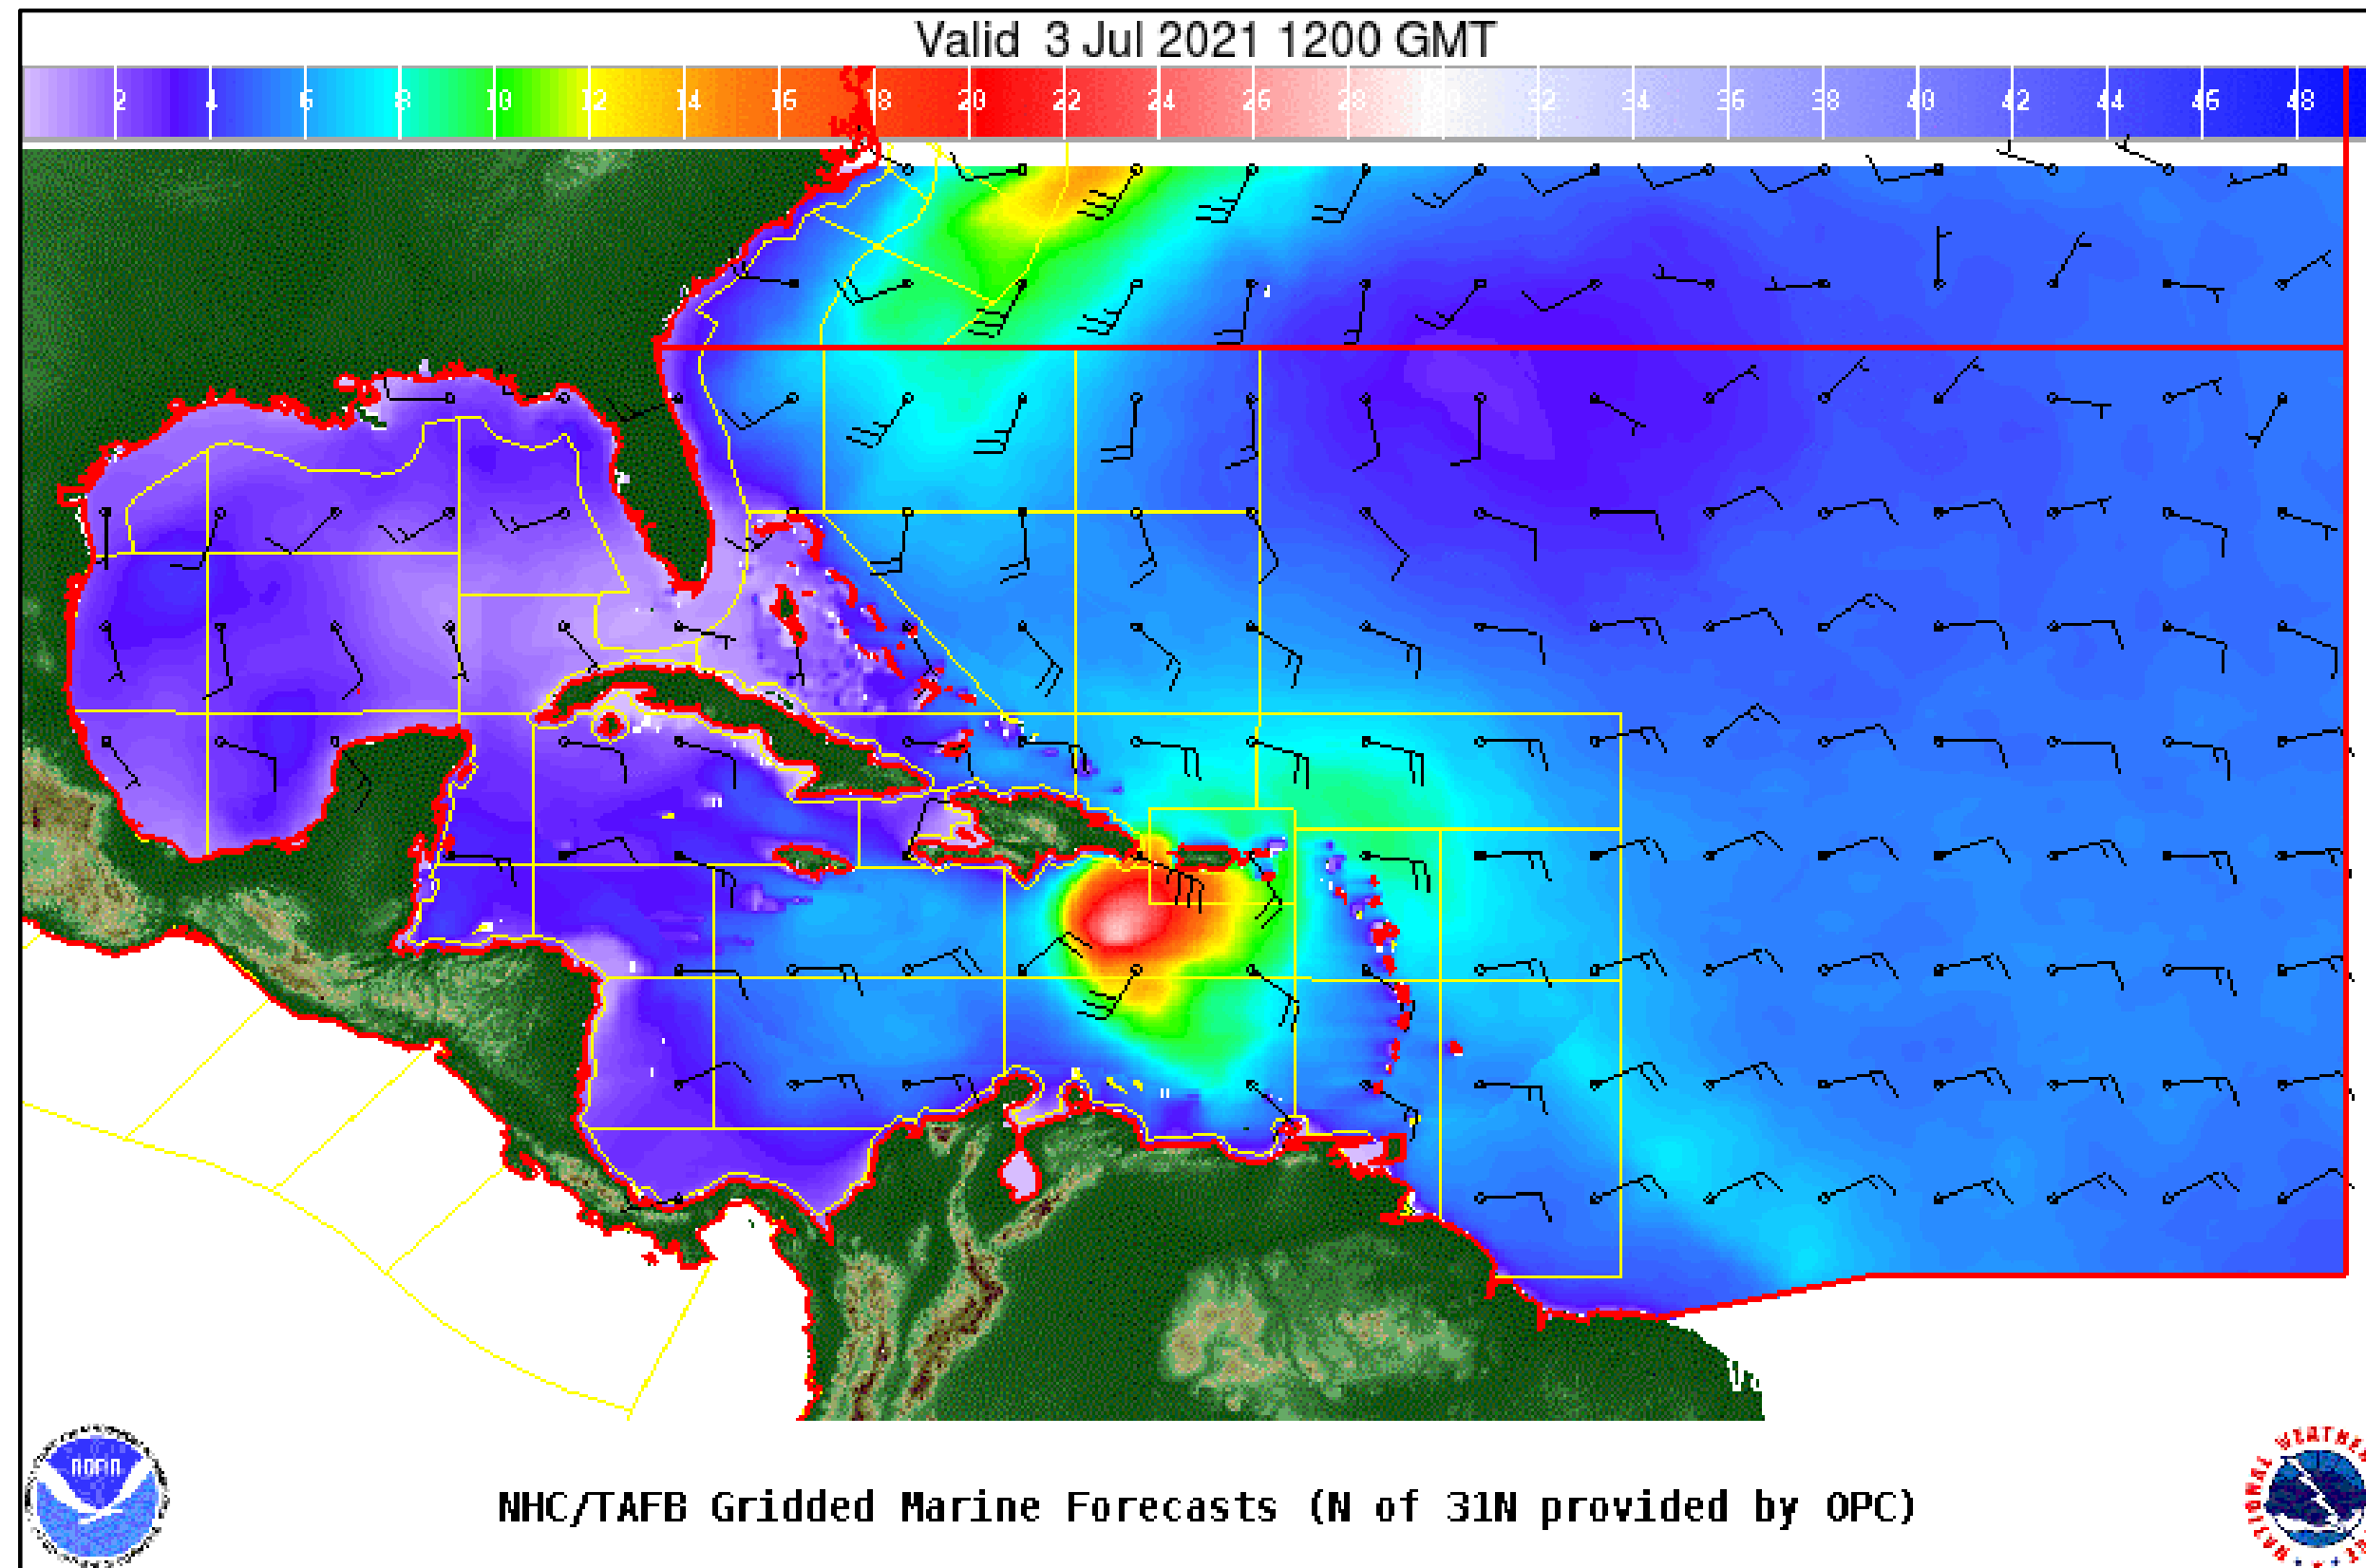 Valid 3 Jul 2021 1200 GMT
2 4 6 8 10 12 14 16 18 20 22 24 26 28 30 32 34 36 38 40 42 44 46 48
NOAA
NHC/TAFB Gridded Marine Forecasts (N of 31N provided by OPC)